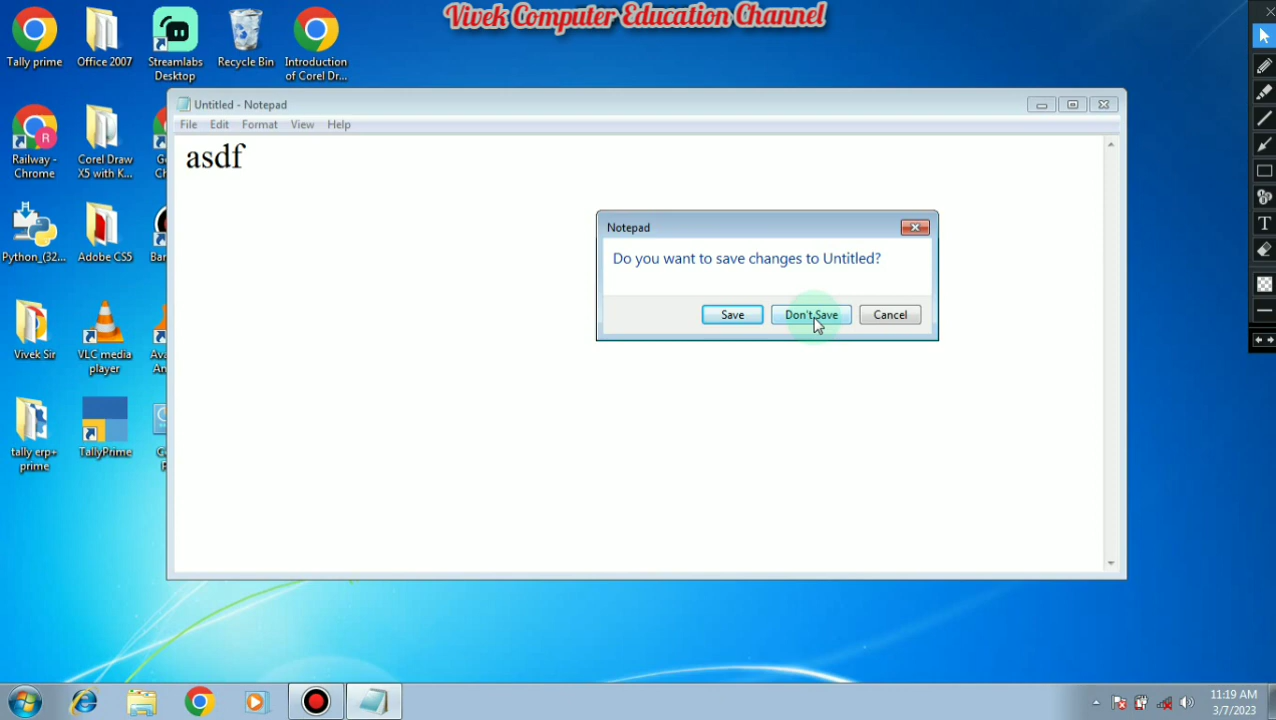 Vivek Computer Education Channel
Tally prime
Office 2007
Streamlabs
Desktop
Recycle Bin
Introduction
of Corel Dr...
Untitled - Notepad
File Edit Format View Help
asdf
Railway -
Chrome
Corel Draw
X5 with K...
Python_(32...
Adobe CS5
Notepad
Do you want to save changes to Untitled?
Save
Don't Save
Cancel
Vivek Sir
VLC media
player
tally erp+
prime
TallyPrime
11:19 AM
3/7/2023